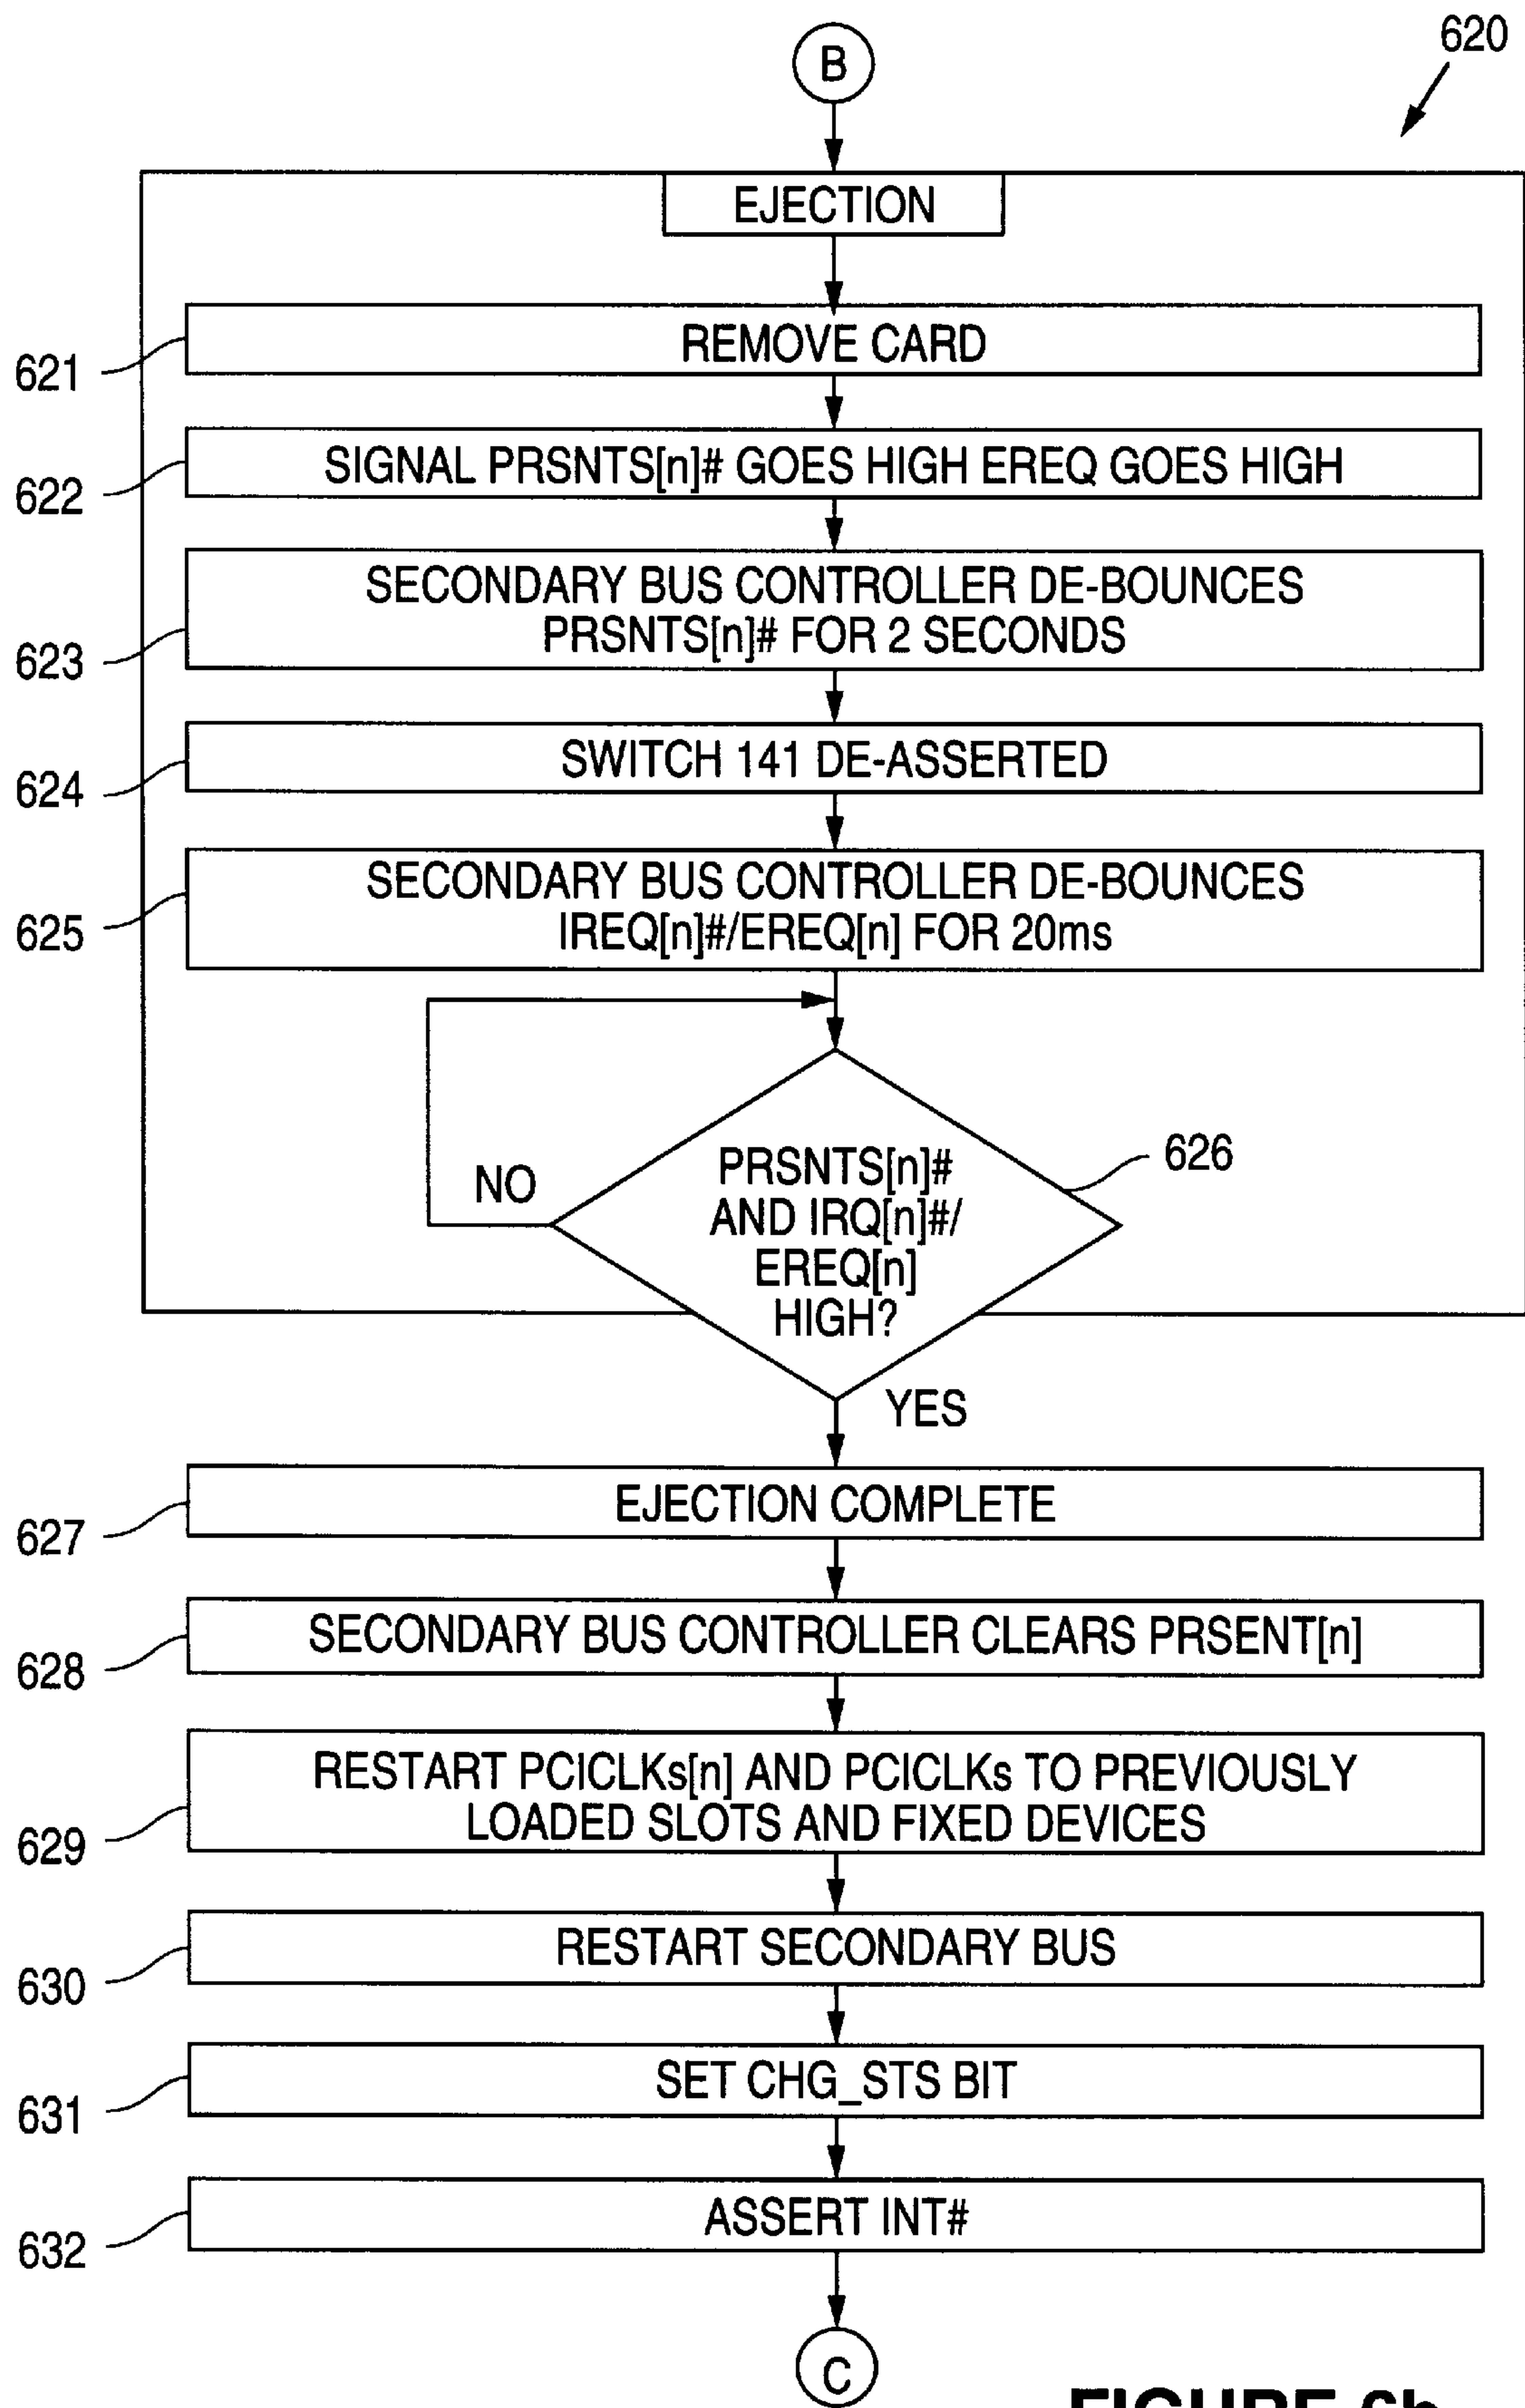 620
B
EJECTION
REMOVE CARD
621
SIGNAL PRSNTS[n]# GOES HIGH EREQ GOES HIGH
622
SECONDARY BUS CONTROLLER DE-BOUNCES
PRSNTS[n]# FOR 2 SECONDS
623
SWITCH 141 DE-ASSERTED
624
SECONDARY BUS CONTROLLER DE-BOUNCES
IREQ[n]#/EREQ[n] FOR 20ms
625
PRSNTS[n]#
AND IRQ[n]#/
EREQ[n]
HIGH?
626
NO
YES
EJECTION COMPLETE
627
SECONDARY BUS CONTROLLER CLEARS PRSENT[n]
628
RESTART PCICLKs[n] AND PCICLKs TO PREVIOUSLY
LOADED SLOTS AND FIXED DEVICES
629
RESTART SECONDARY BUS
630
SET CHG_STS BIT
631
ASSERT INT#
632
C
FIGURE 6b